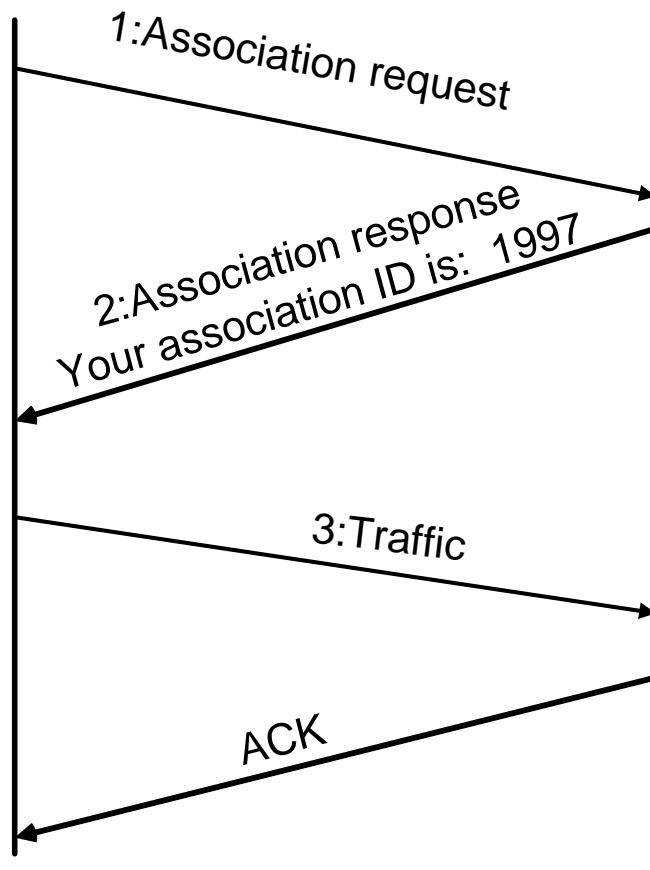 1:Association request
2:Association response
Your association ID is: 1997
3:Traffic
ACK